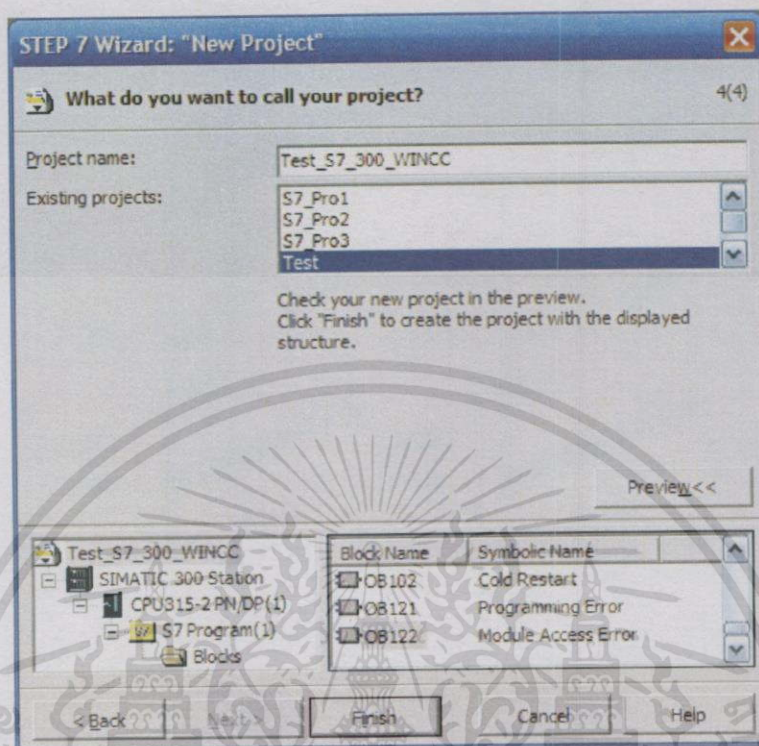 STEP 7 Wizard: "New Project"
What do you want to call your project? 4(4)
Project name: Test_S7_300_WINCC
Existing projects: S7_Pro1
S7_Pro2
S7_Pro3
Test
Check your new project in the preview.
Click "Finish" to create the project with the displayed
structure.
Preview<<
Test_S7_300_WINCC
SIMATIC 300 Station
CPU315-2 PN/DP(1)
S7 Program(1)
Blocks
Block Name Symbolic Name
OB102 Cold Restart
OB121 Programming Error
OB122 Module Access Error
< Back Next > Finish Cancel Help